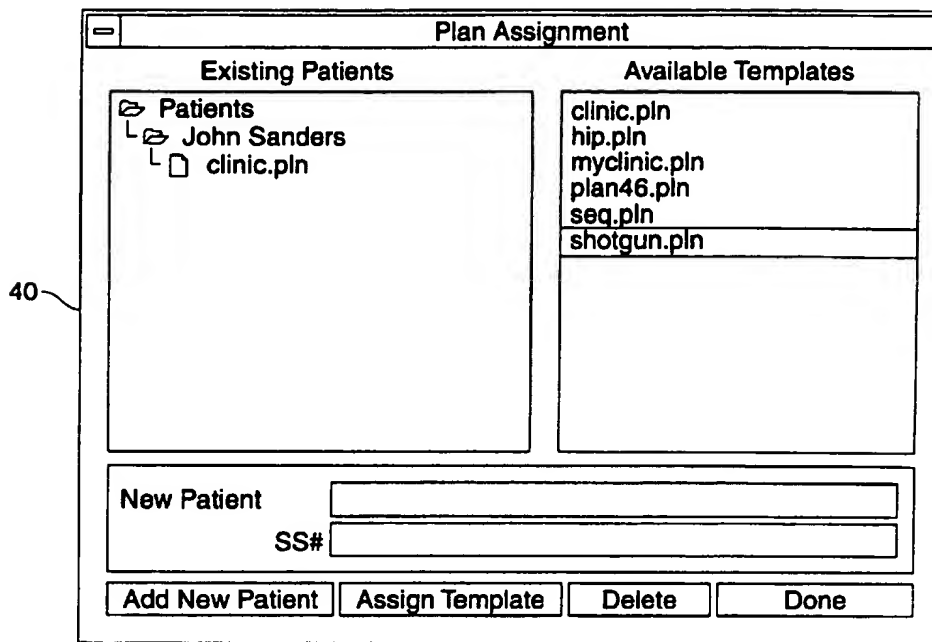 Plan Assignment
Existing Patients
Available Templates
Patients
John Sanders
clinic.pln
clinic.pln
hip.pln
myclinic.pln
plan46.pln
seq.pln
shotgun.pln
40
New Patient
SS#
Add New Patient
Assign Template
Delete
Done